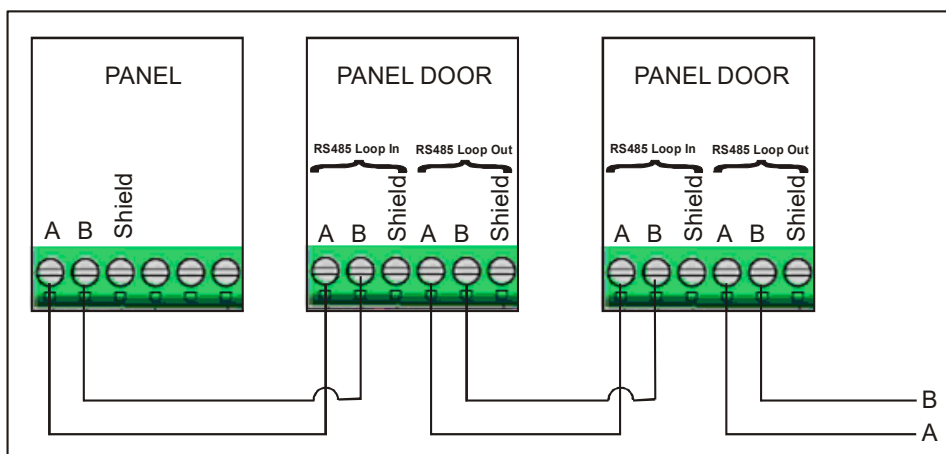 PANEL
A B Shield
PANEL DOOR
RS485 Loop In RS485 Loop Out
A B Shield A B Shield
PANEL DOOR
RS485 Loop In RS485 Loop Out
A B Shield A B Shield
B
A